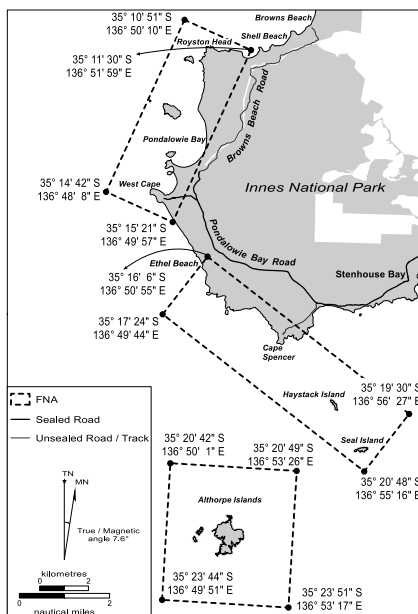 35° 10' 51" S
136° 50' 10" E
Browns Beach
Shell Beach
Royston Head
35° 11' 30" S
136° 51' 59" E
Browns Beach Road
Pondalowie Bay
Innes National Park
35° 14' 42" S
136° 48' 8" E
West Cape
35° 15' 21" S
136° 49' 57" E
Pondalowie Bay Road
Ethel Beach
35° 16' 6" S
136° 50' 55" E
Stenhouse Bay
35° 17' 24" S
136° 49' 44" E
Cape
Spencer
35° 19' 30" S
136° 56' 27" E
Haystack Island
Seal Island
35° 20' 48" S
136° 55' 16" E
FNA
Sealed Road
Unsealed Road / Track
TN
MN
True / Magnetic
angle 7.6°
kilometres
0 2
0 2
nautical miles
35° 20' 42" S
136° 50' 1" E
35° 20' 49" S
136° 53' 26" E
Althorpe Islands
35° 23' 44" S
136° 49' 51" E
35° 23' 51" S
136° 53' 17" E